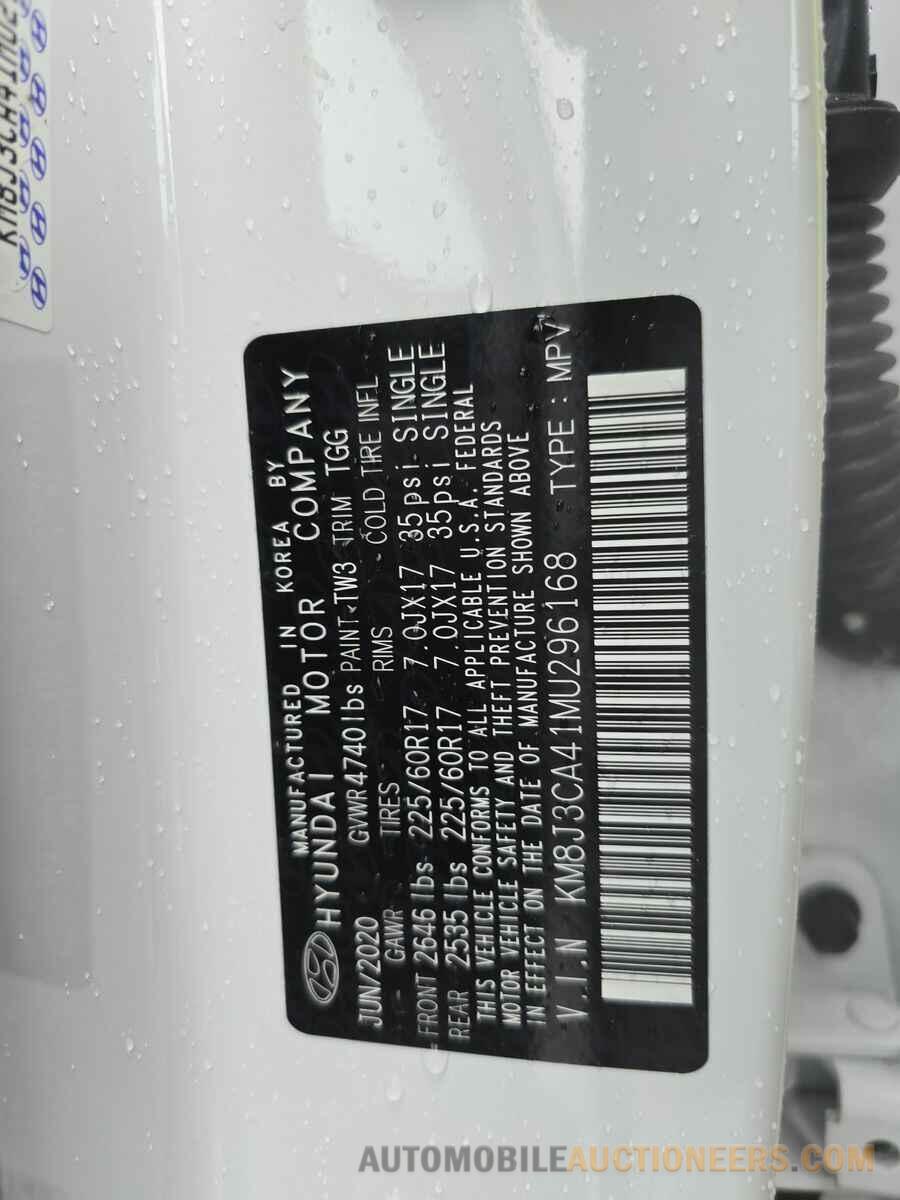 KM8J3CA41MU2
MANUFACTURED IN KOREA BY
HYUNDAI MOTOR COMPANY
JUN/2020 GVWR 4740lbs PAINT TW3 TRIM TGG
GAWR TIRES RIMS COLD TIRE INFL
FRONT 2646 lbs 225/60R17 7.0JX17 35psi SINGLE
REAR 2535 lbs 225/60R17 7.0JX17 35psi SINGLE
THIS VEHICLE CONFORMS TO ALL APPLICABLE U.S.A. FEDERAL
MOTOR VEHICLE SAFETY AND THEFT PREVENTION STANDARDS
IN EFFECT ON THE DATE OF MANUFACTURE SHOWN ABOVE
V.I.N KM8J3CA41MU296168 TYPE : MPV
AUTOMOBILEAUCTIONEERS.COM